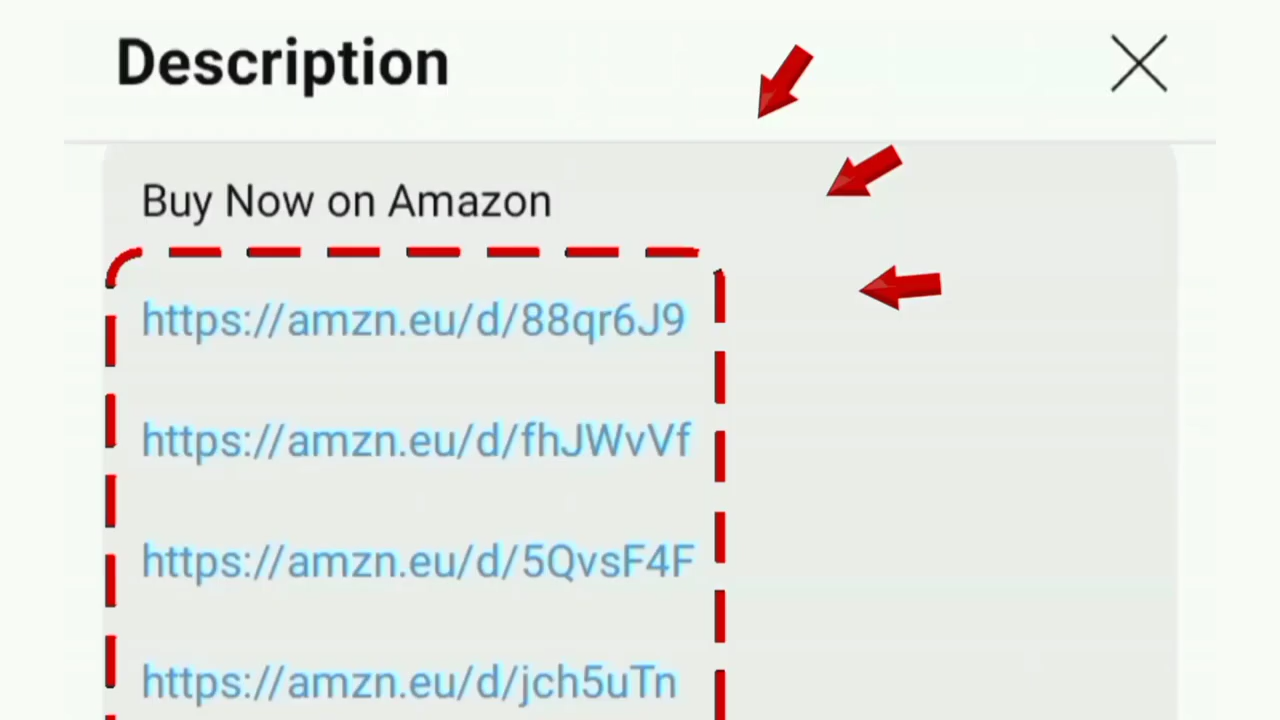 Description
Buy Now on Amazon
https://amzn.eu/d/88qr6J9
https://amzn.eu/d/fhJWvVf
https://amzn.eu/d/5QvsF4F
https://amzn.eu/d/jch5uTn